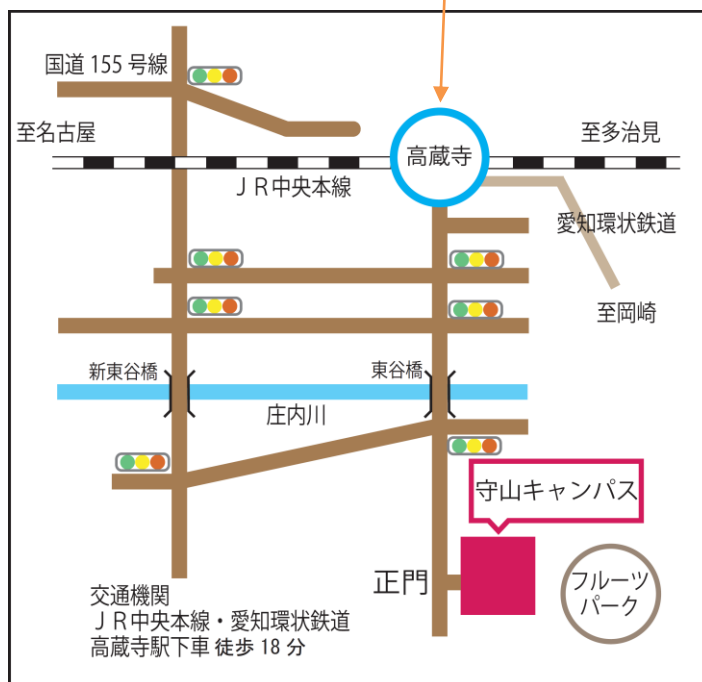 国道 155 号線
至名古屋
高蔵寺
至多治見
ＪＲ中央本線
愛知環状鉄道
至岡崎
新東谷橋
東谷橋
庄内川
守山キャンパス
正門
フルーツ
パーク
交通機関
ＪＲ中央本線・愛知環状鉄道
高蔵寺駅下車 徒歩 18 分